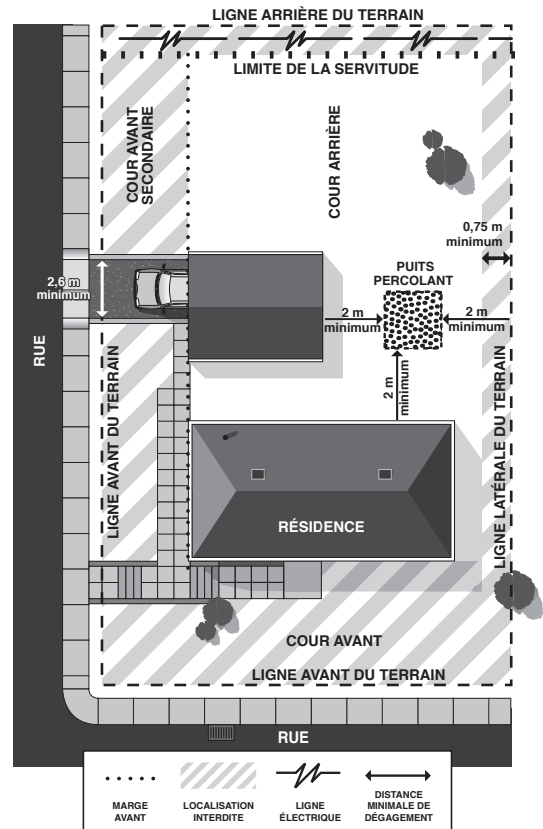 LIGNE ARRIÈRE DU TERRAIN
LIMITE DE LA SERVITUDE
COUR AVANT
SECONDAIRE
COUR ARRIÈRE
0,75 m
minimum
2,6 m
minimum
PUITS
PERCOLANT
2 m
minimum
2 m
minimum
2 m
minimum
RUE
LIGNE AVANT DU TERRAIN
LIGNE LATÉRALE DU TERRAIN
RÉSIDENCE
COUR AVANT
LIGNE AVANT DU TERRAIN
RUE
MARGE
AVANT
LOCALISATION
INTERDITE
LIGNE
ÉLECTRIQUE
DISTANCE
MINIMALE DE
DÉGAGEMENT